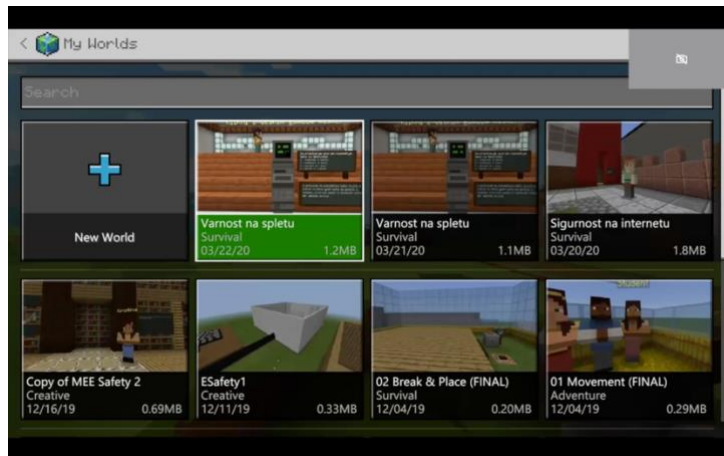 < My Worlds
Search
New World
Varnost na spletu
Survival
03/22/20 1.2MB
Varnost na spletu
Survival
03/21/20 1.1MB
Sigurnost na internetu
Survival
03/20/20 1.8MB
Copy of MEE Safety 2
Creative
12/16/19 0.69MB
ESafety1
Creative
12/11/19 0.33MB
02 Break & Place (FINAL)
Survival
12/04/19 0.20MB
01 Movement (FINAL)
Adventure
12/04/19 0.29MB